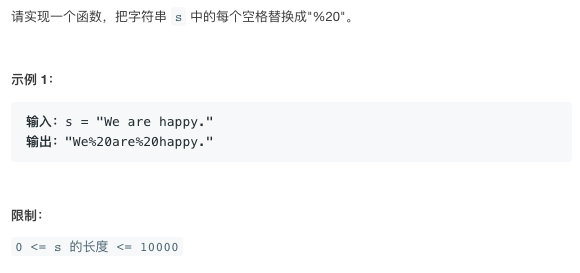 请实现一个函数，把字符串 s 中的每个空格替换成"%20"。
示例 1：
输入：s = "We are happy."
输出："We%20are%20happy."
限制：
0 <= s 的长度 <= 10000